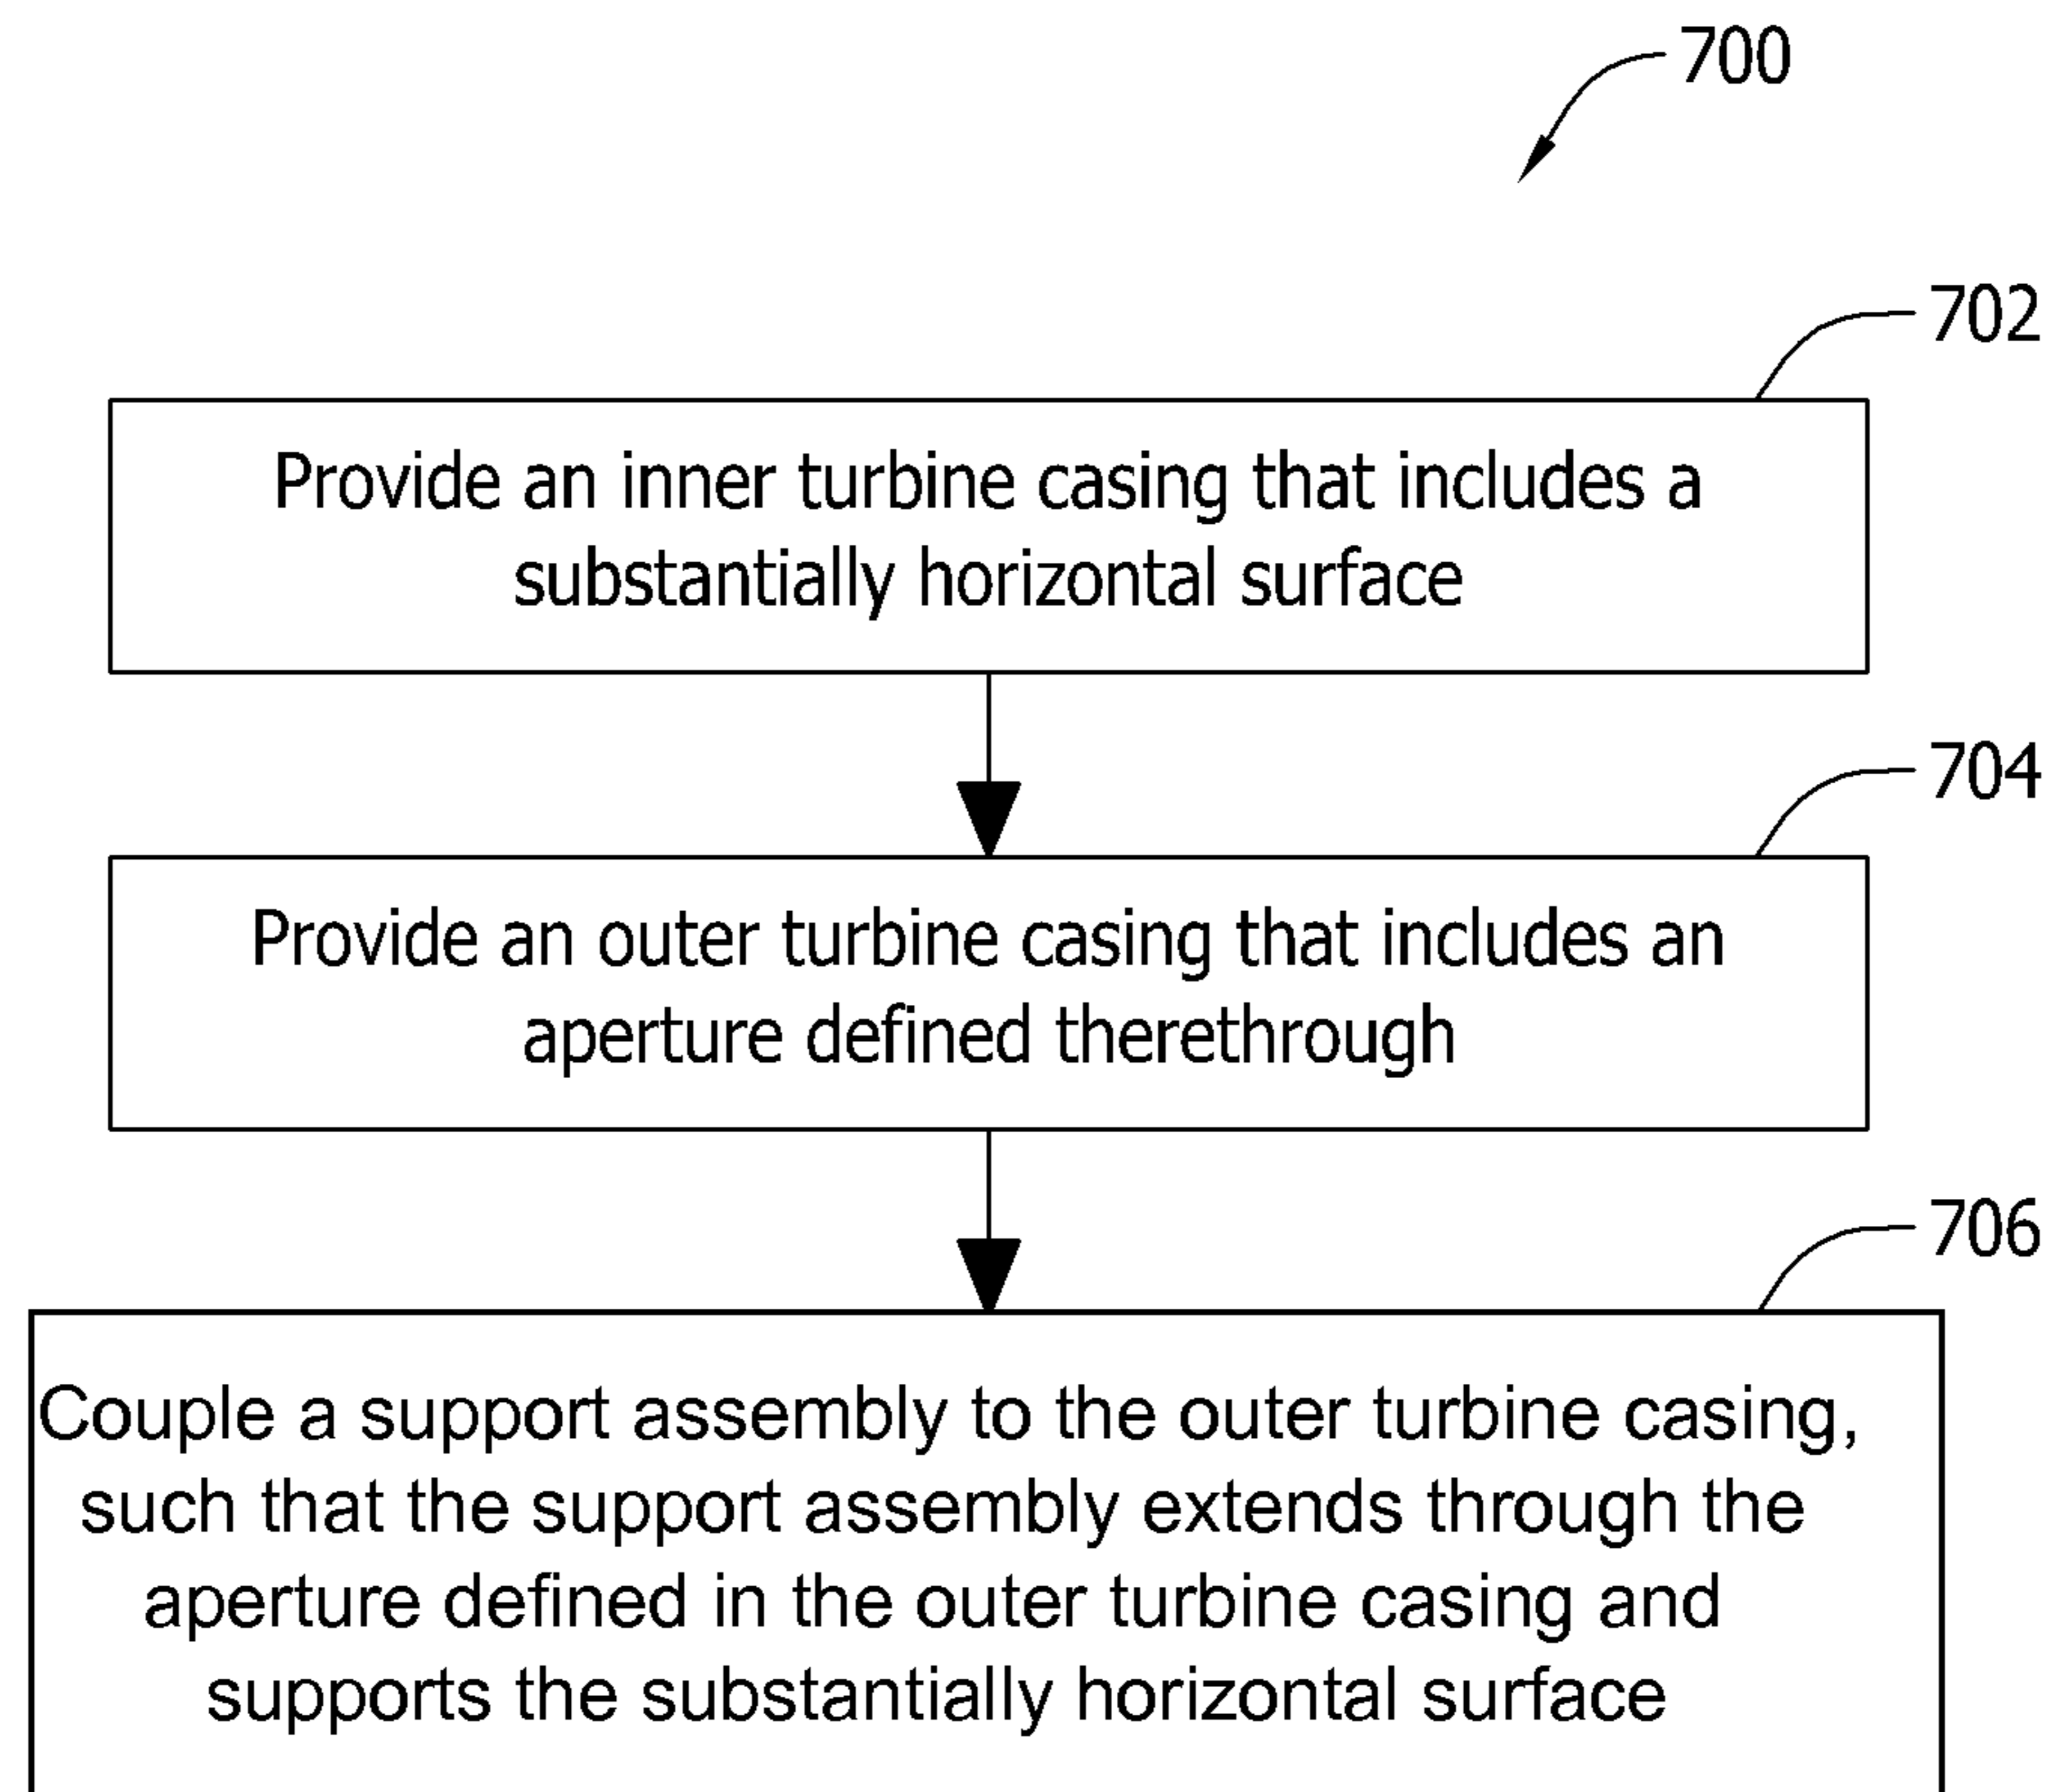 700
702
Provide an inner turbine casing that includes a
substantially horizontal surface
704
Provide an outer turbine casing that includes an
aperture defined therethrough
706
Couple a support assembly to the outer turbine casing,
such that the support assembly extends through the
aperture defined in the outer turbine casing and
supports the substantially horizontal surface